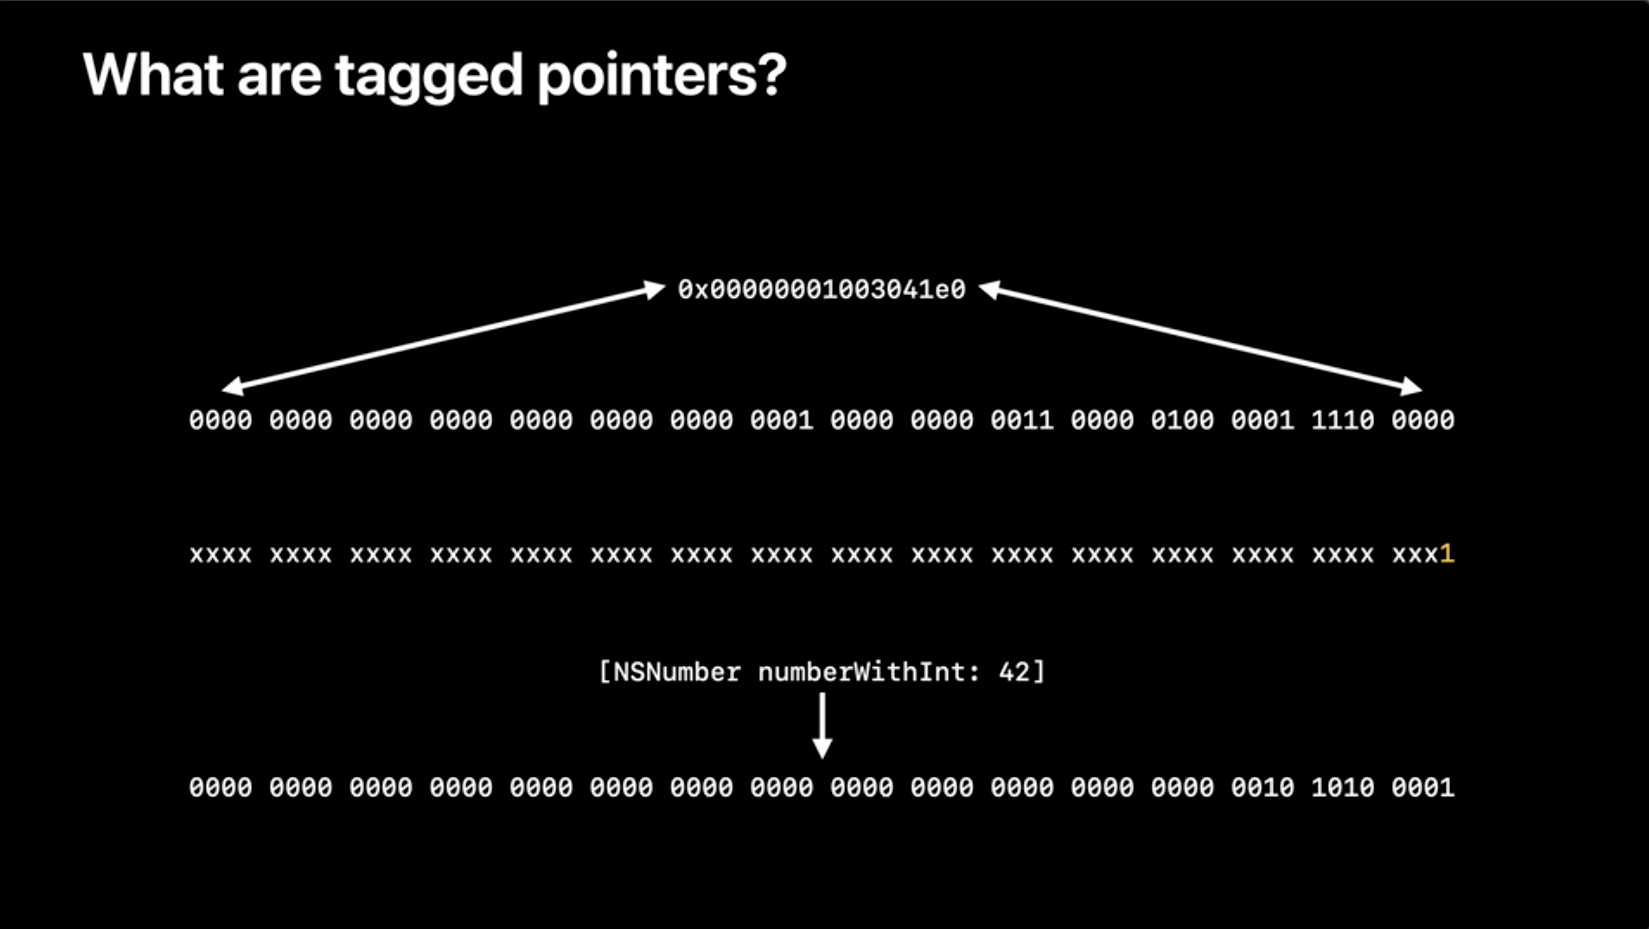 What are tagged pointers?
0x00000001003041e0
0000 0000 0000 0000 0000 0000 0000 0001 0000 0000 0011 0000 0100 0001 1110 0000
xxxx xxxx xxxx xxxx xxxx xxxx xxxx xxxx xxxx xxxx xxxx xxxx xxxx xxxx xxxx xxx1
[NSNumber numberWithInt: 42]
0000 0000 0000 0000 0000 0000 0000 0000 0000 0000 0000 0000 0000 0010 1010 0001